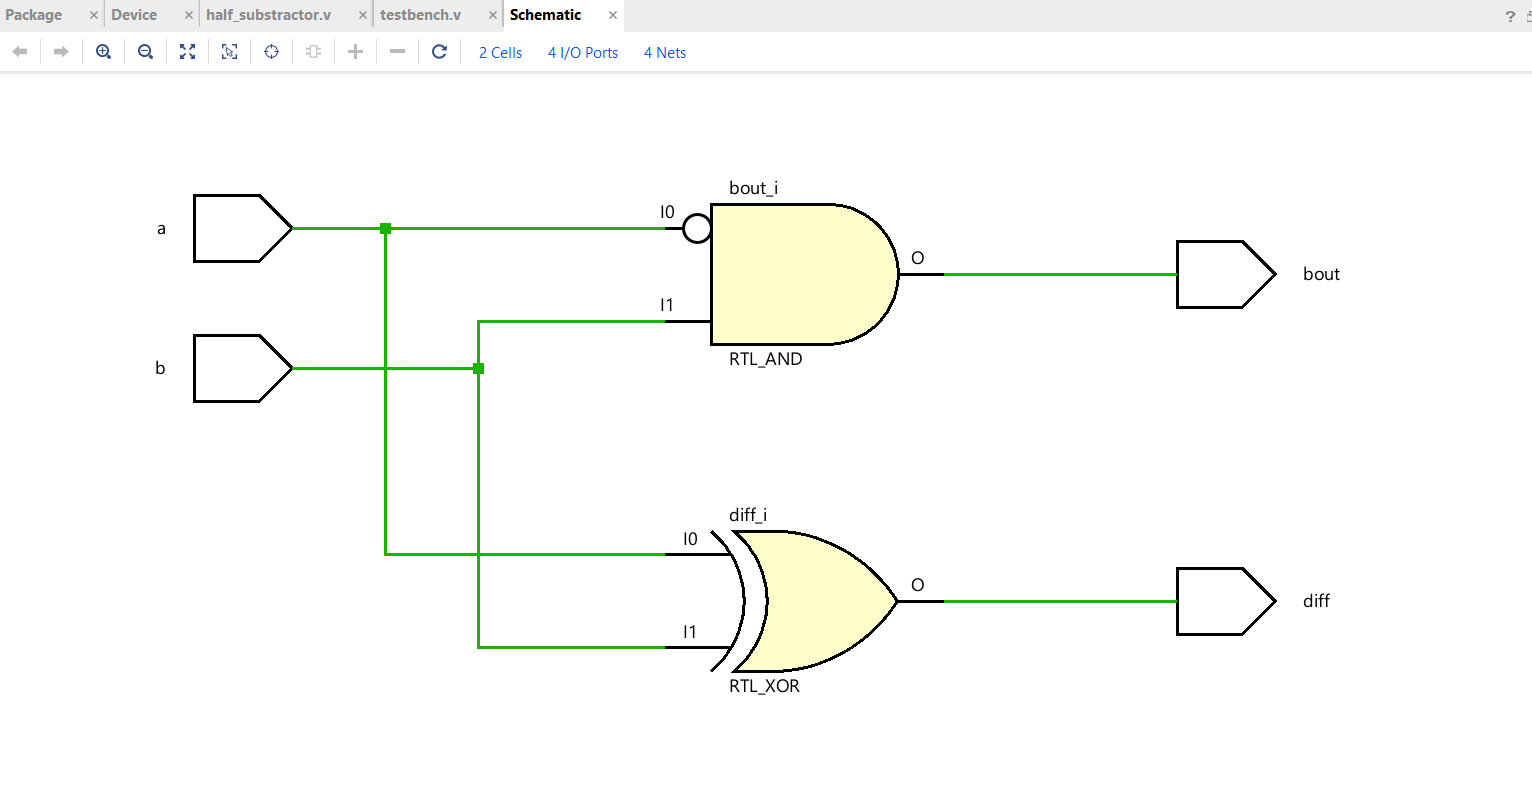 Package Device half_substractor.v testbench.v Schematic ?
2 Cells 4 I/O Ports 4 Nets
bout_i
a
I0
O
bout
I1
RTL_AND
b
diff_i
I0
O
diff
I1
RTL_XOR